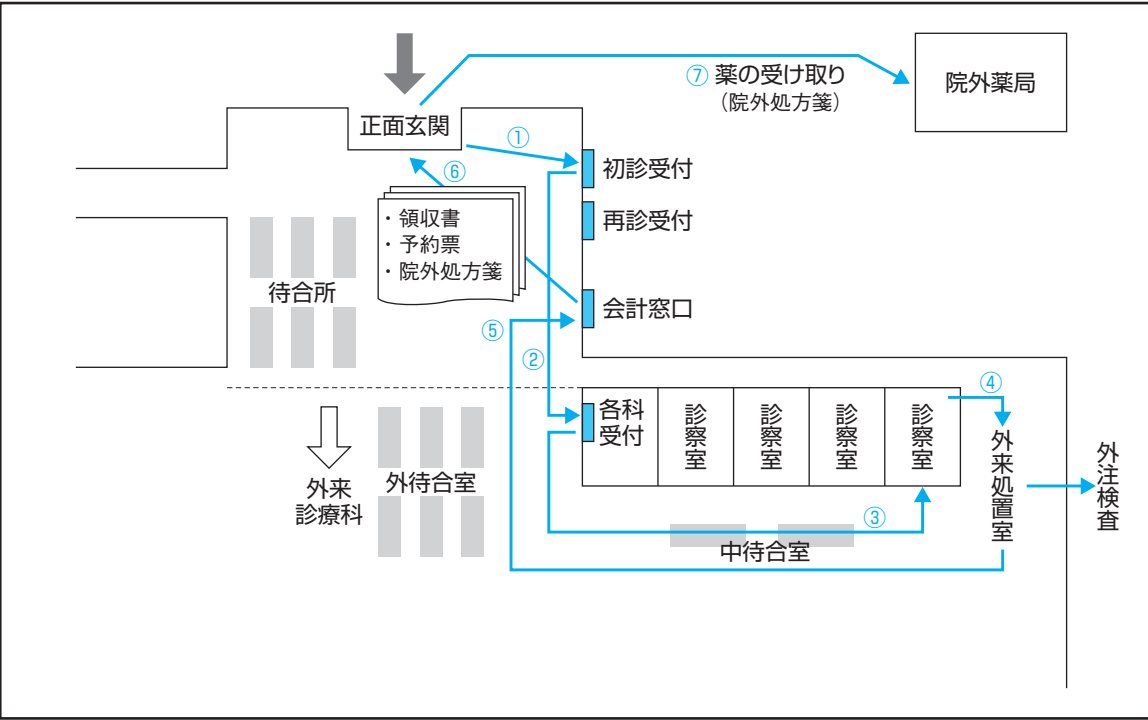 ⑦ 薬の受け取り
（院外処方箋）
院外薬局
正面玄関
①
⑥
初診受付
・領収書
・予約票
・院外処方箋
再診受付
待合所
会計窓口
⑤
②
④
各科
受付
診察室
診察室
診察室
診察室
外来処置室
外注検査
外来
診療科
外待合室
③
中待合室